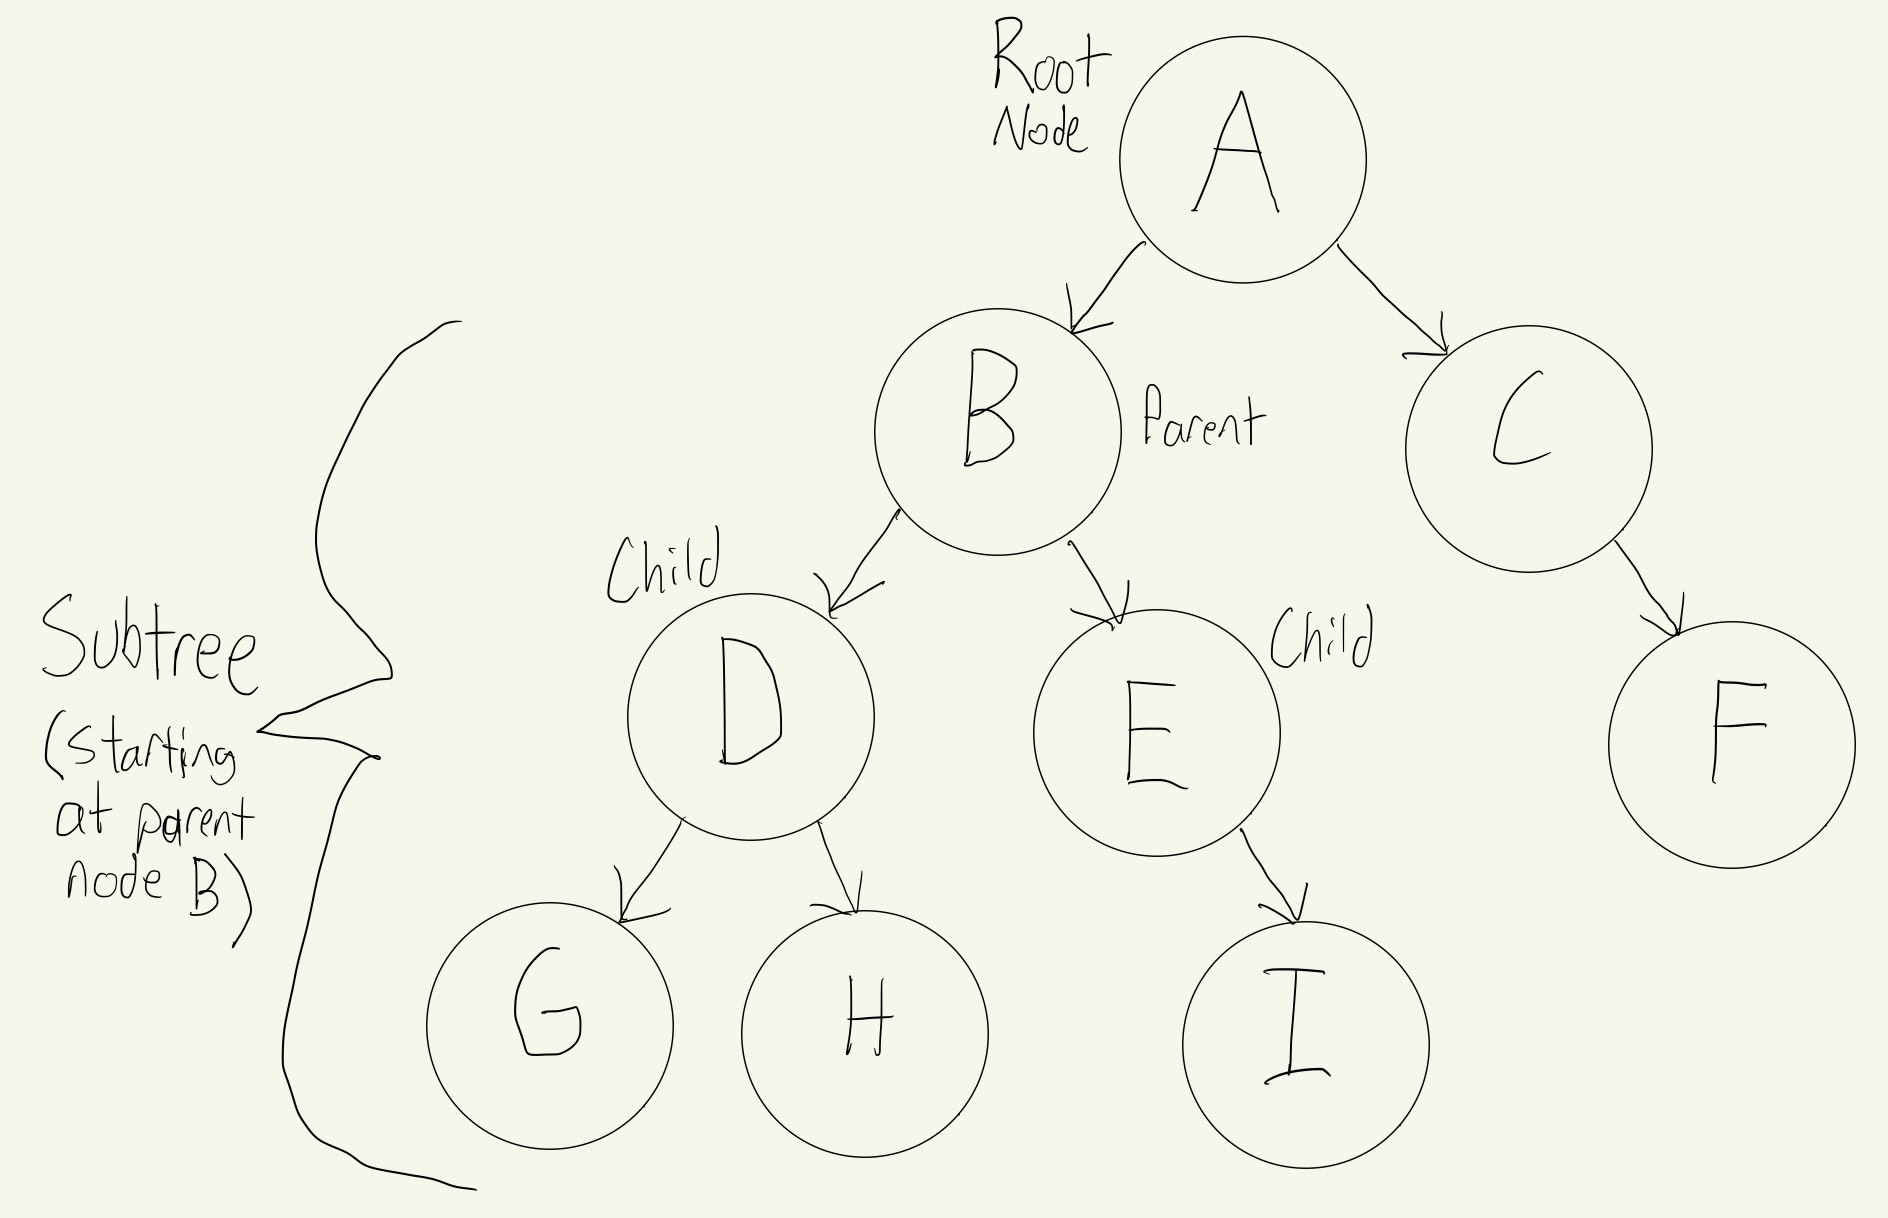 Root
Node
A
B
Parent
C
Child
D
E
Child
F
Subtree
(starting
at parent
node B)
G
H
I